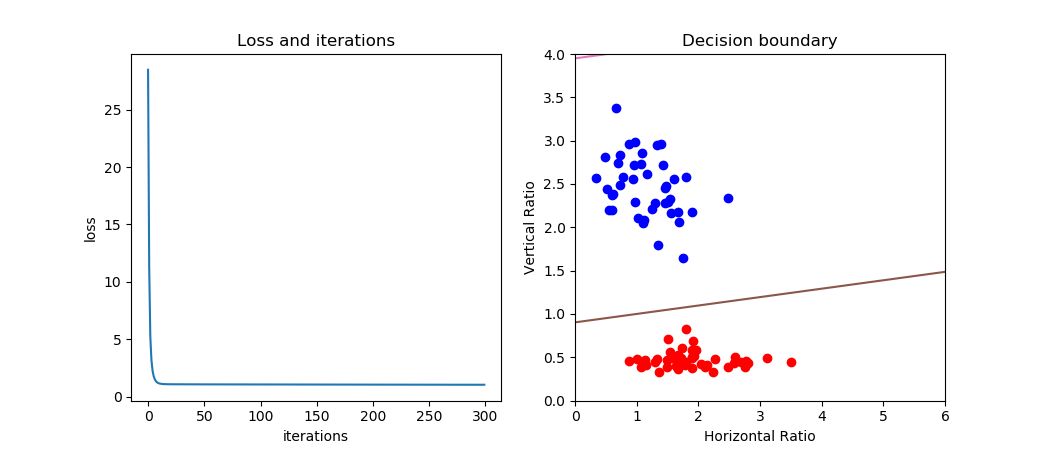 Loss and iterations
25
20
15
10
5
0
loss
0 50 100 150 200 250 300
iterations
Decision boundary
4.0
3.5
3.0
2.5
2.0
1.5
1.0
0.5
0.0
Vertical Ratio
0 1 2 3 4 5 6
Horizontal Ratio